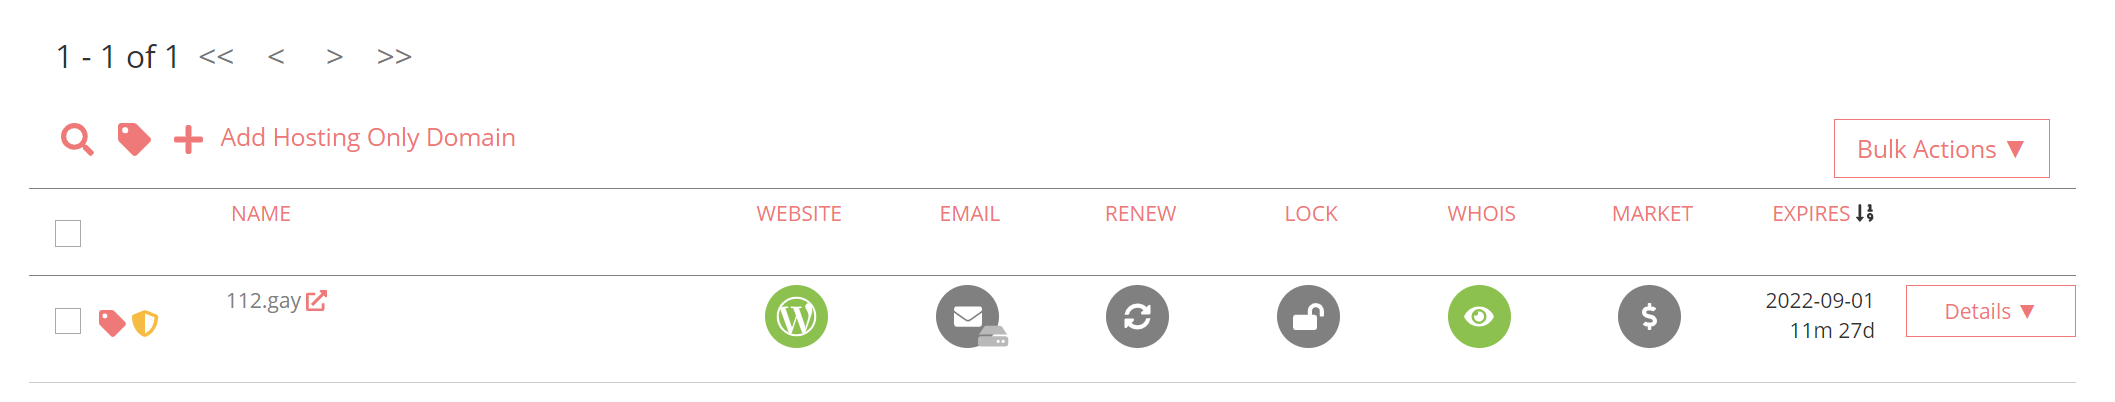 1 - 1 of 1 << < > >>
Add Hosting Only Domain
Bulk Actions ▼
NAME WEBSITE EMAIL RENEW LOCK WHOIS MARKET EXPIRES
112.gay 2022-09-01 Details ▼
11m 27d